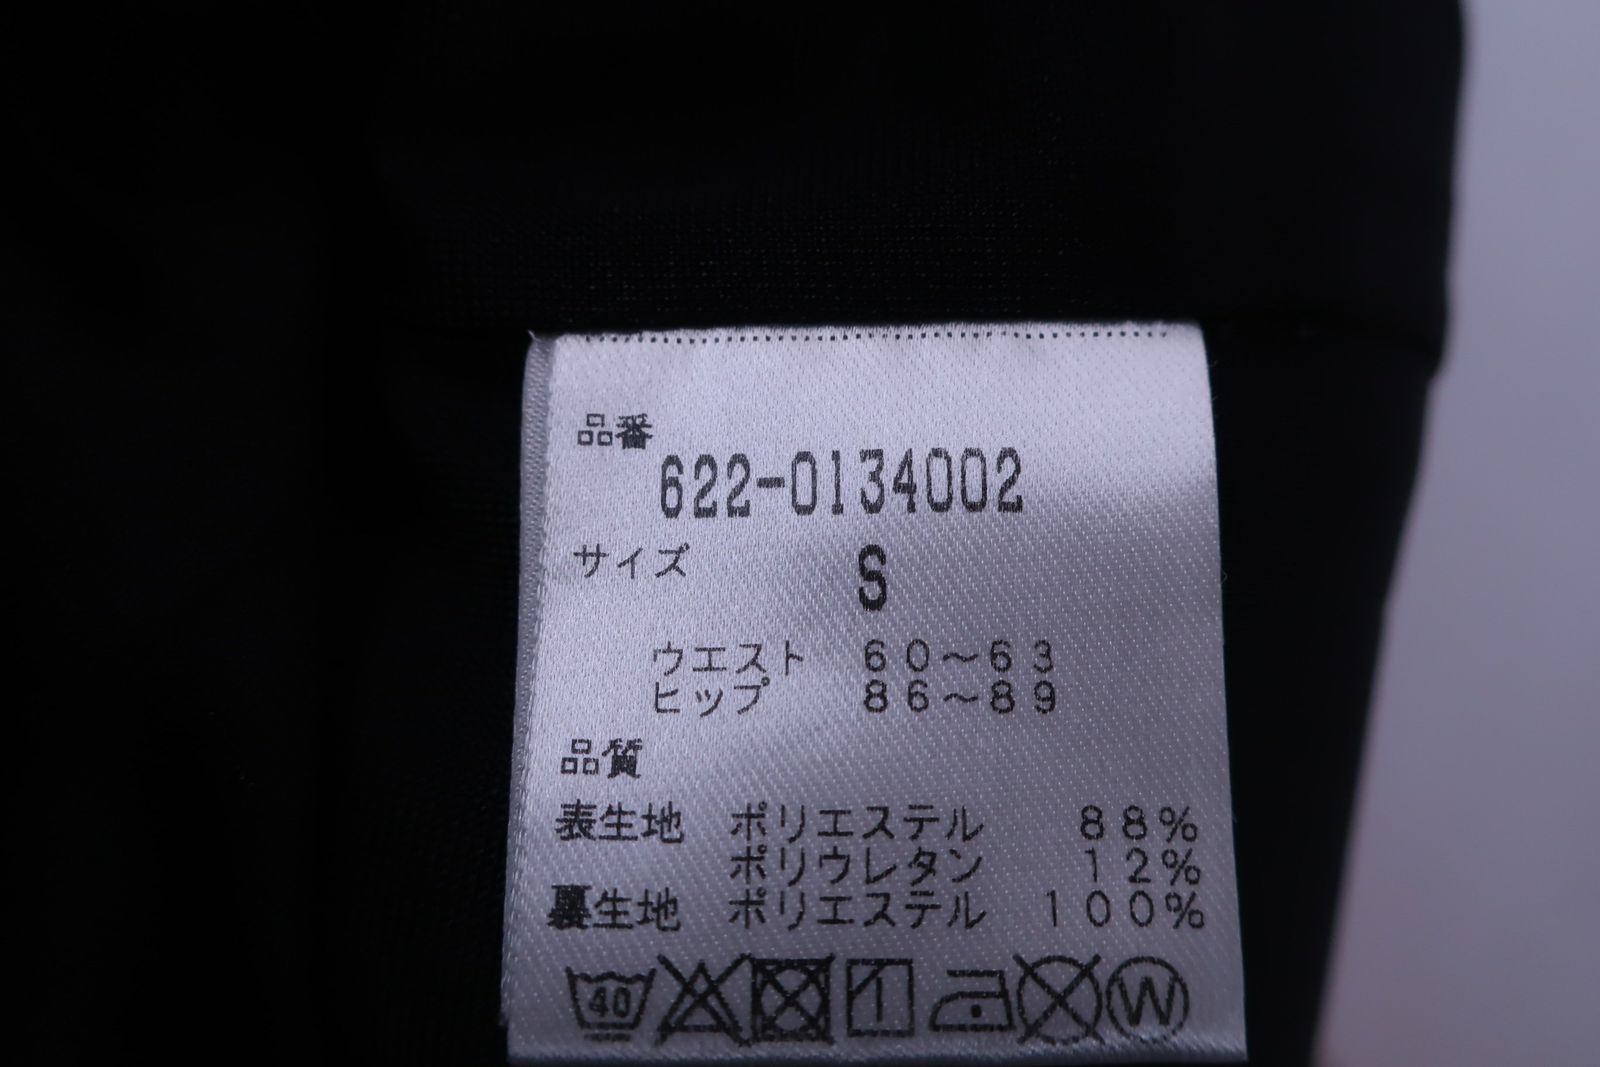 品番
622-0134002
サイズ S
ウエスト 60～63
ヒップ 86～89
品質
表生地 ポリエステル 88%
ポリウレタン 12%
裏生地 ポリエステル 100%
40 W